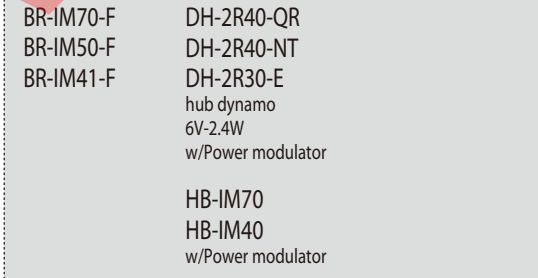 BR-IM70-F DH-2R40-QR
BR-IM50-F DH-2R40-NT
BR-IM41-F DH-2R30-E
hub dynamo
6V-2.4W
w/Power modulator
HB-IM70
HB-IM40
w/Power modulator